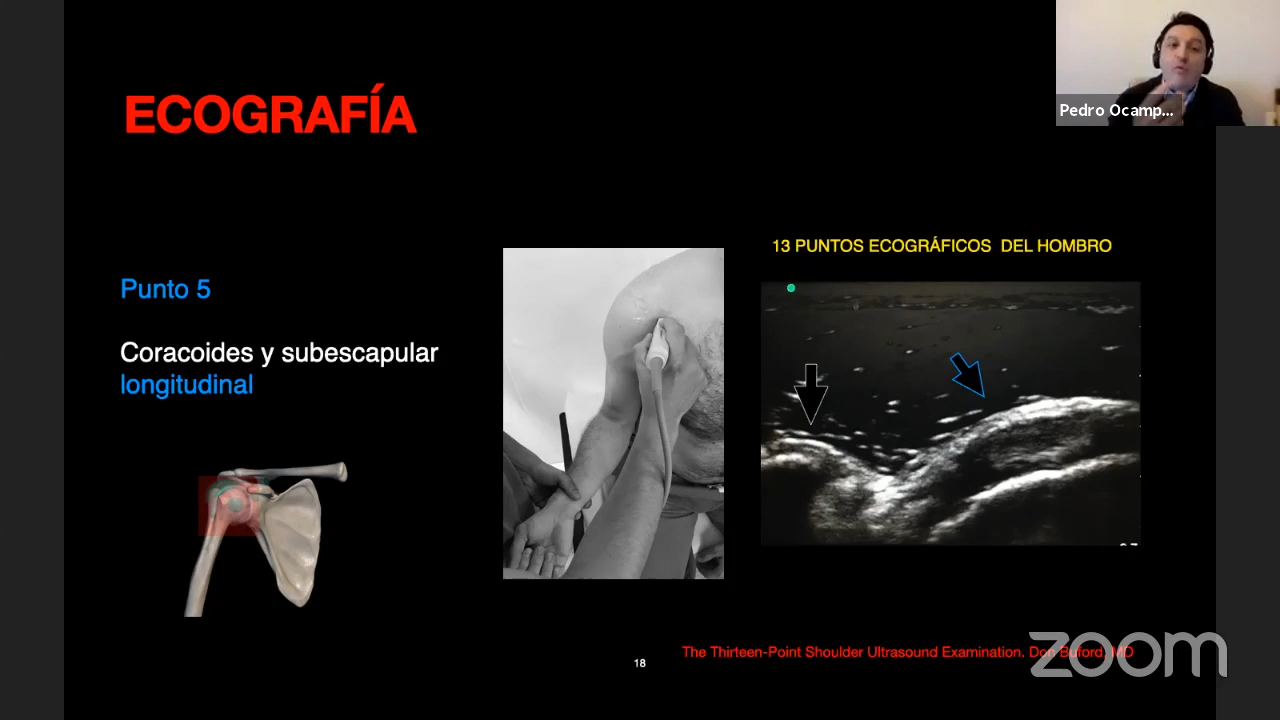 ECOGRAFÍA
Pedro Ocamp...
13 PUNTOS ECOGRÁFICOS DEL HOMBRO
Punto 5
Coracoides y subescapular
longitudinal
The Thirteen-Point Shoulder Ultrasound Examination. Don Buford, MD
18
zoom